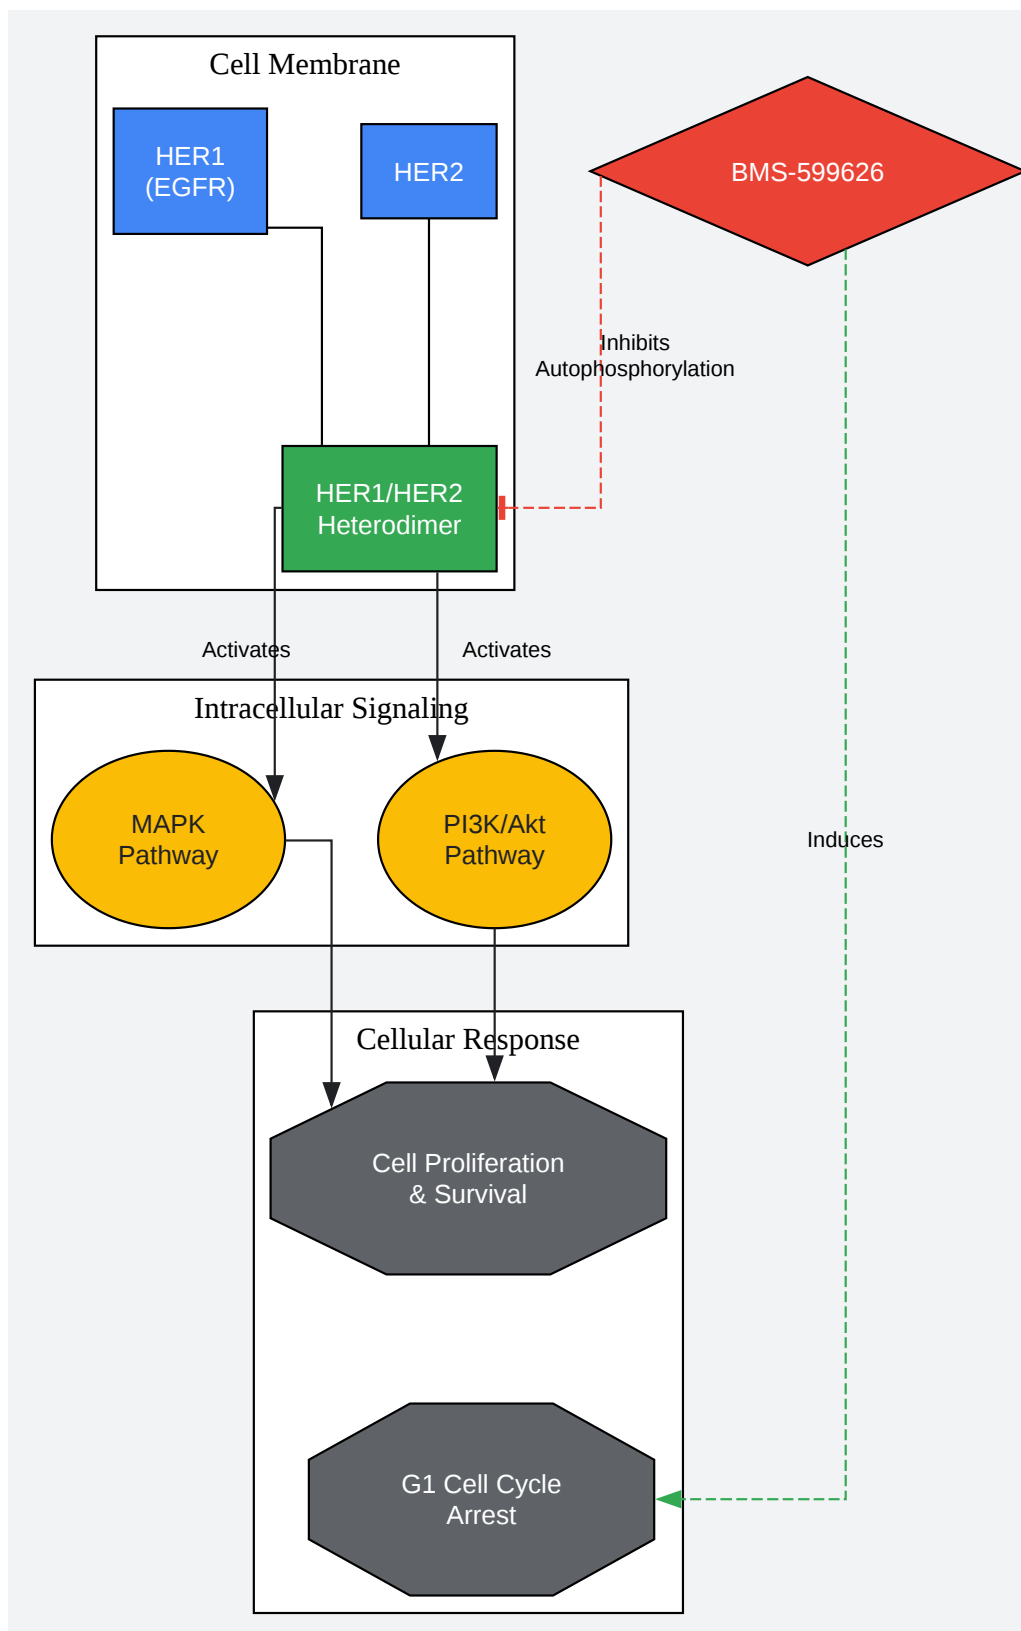 Cell Membrane
HER1
(EGFR)
HER2
BMS-599626
Inhibits
Autophosphorylation
HER1/HER2
Heterodimer
Activates
Activates
Intracellular Signaling
MAPK
Pathway
PI3K/Akt
Pathway
Induces
Cellular Response
Cell Proliferation
& Survival
G1 Cell Cycle
Arrest